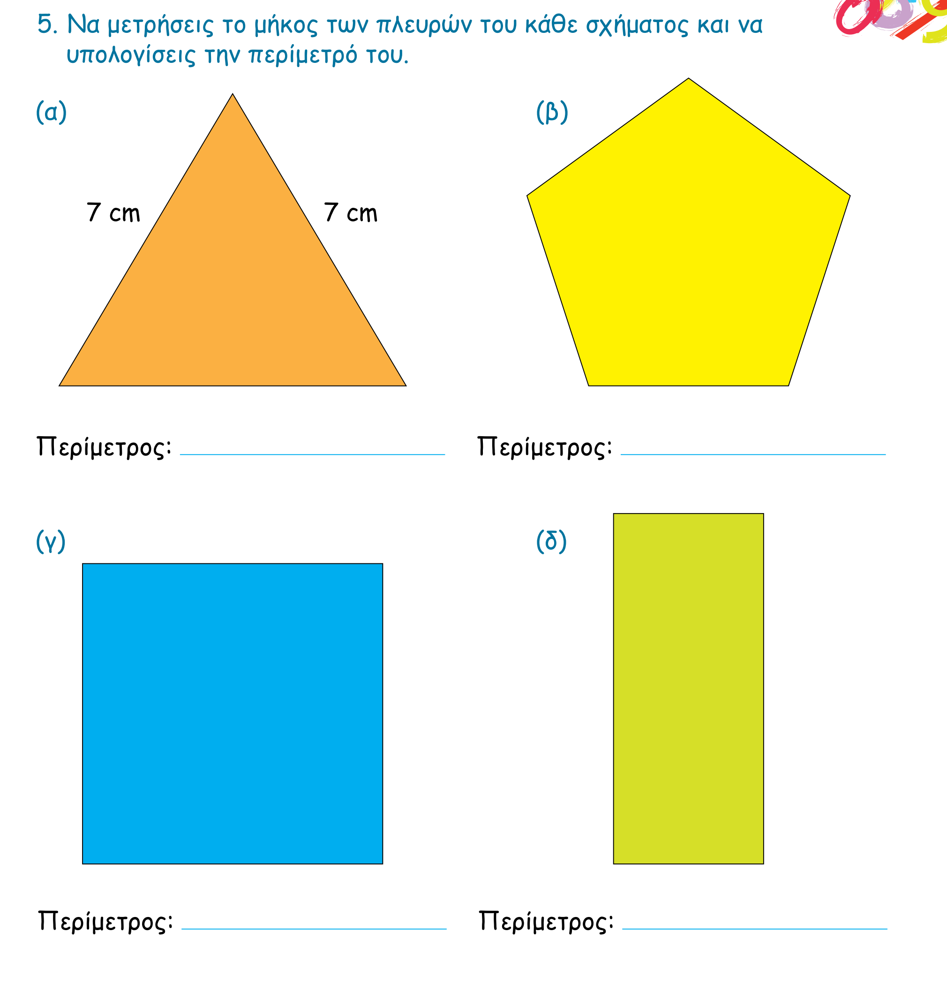 5. Να μετρήσεις το μήκος των πλευρών του κάθε σχήματος και να
υπολογίσεις την περίμετρό του.
(α)
(β)
7 cm
7 cm
Περίμετρος:
Περίμετρος:
(γ)
(δ)
Περίμετρος:
Περίμετρος: